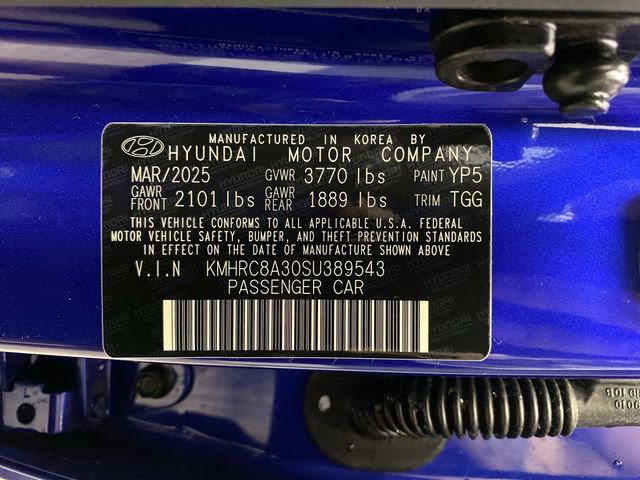 MANUFACTURED IN KOREA BY
HYUNDAI MOTOR COMPANY
MAR/2025 GVWR 3770 lbs PAINT YP5
GAWR FRONT 2101 lbs GAWR REAR 1889 lbs TRIM TGG
THIS VEHICLE CONFORMS TO ALL APPLICABLE U.S.A. FEDERAL
MOTOR VEHICLE SAFETY, BUMPER, AND THEFT PREVENTION STANDARDS
IN EFFECT ON THE DATE OF MANUFACTURE SHOWN ABOVE
V.I.N KMHRC8A30SU389543
PASSENGER CAR